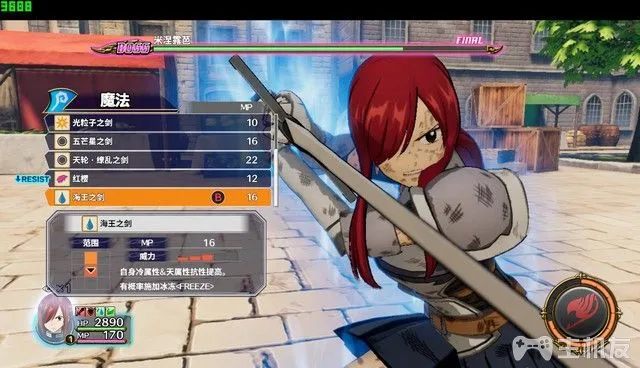 3600
BOSS
米涅露芭
FINAL
魔法
MP
光粒子之剑
10
五芒星之剑
16
天轮·缭乱之剑
22
RESIST
红樱
12
海王之剑
B
16
海王之剑
范围
MP
16
威力
自身冷属性&天属性抗性提高。
有概率施加冰冻<FREEZE>
HP 2890
MP 170
1
主机友